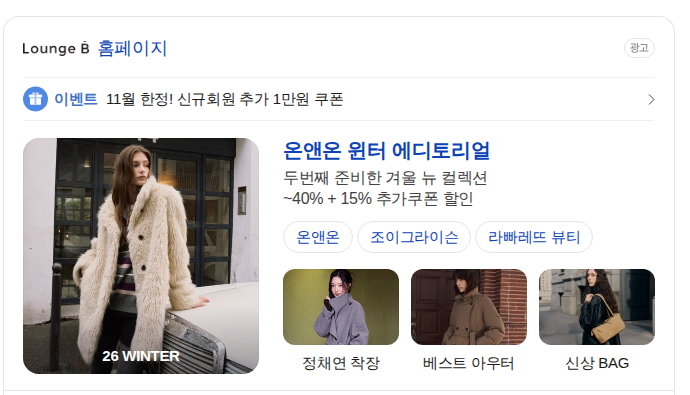 Lounge B 홈페이지
광고
이벤트 11월 한정! 신규회원 추가 1만원 쿠폰
온앤온 윈터 에디토리얼
두번째 준비한 겨울 뉴 컬렉션
~40% + 15% 추가쿠폰 할인
온앤온 조이그라이슨 라빠레뜨 뷰티
26 WINTER
정채연 착장 베스트 아우터 신상 BAG